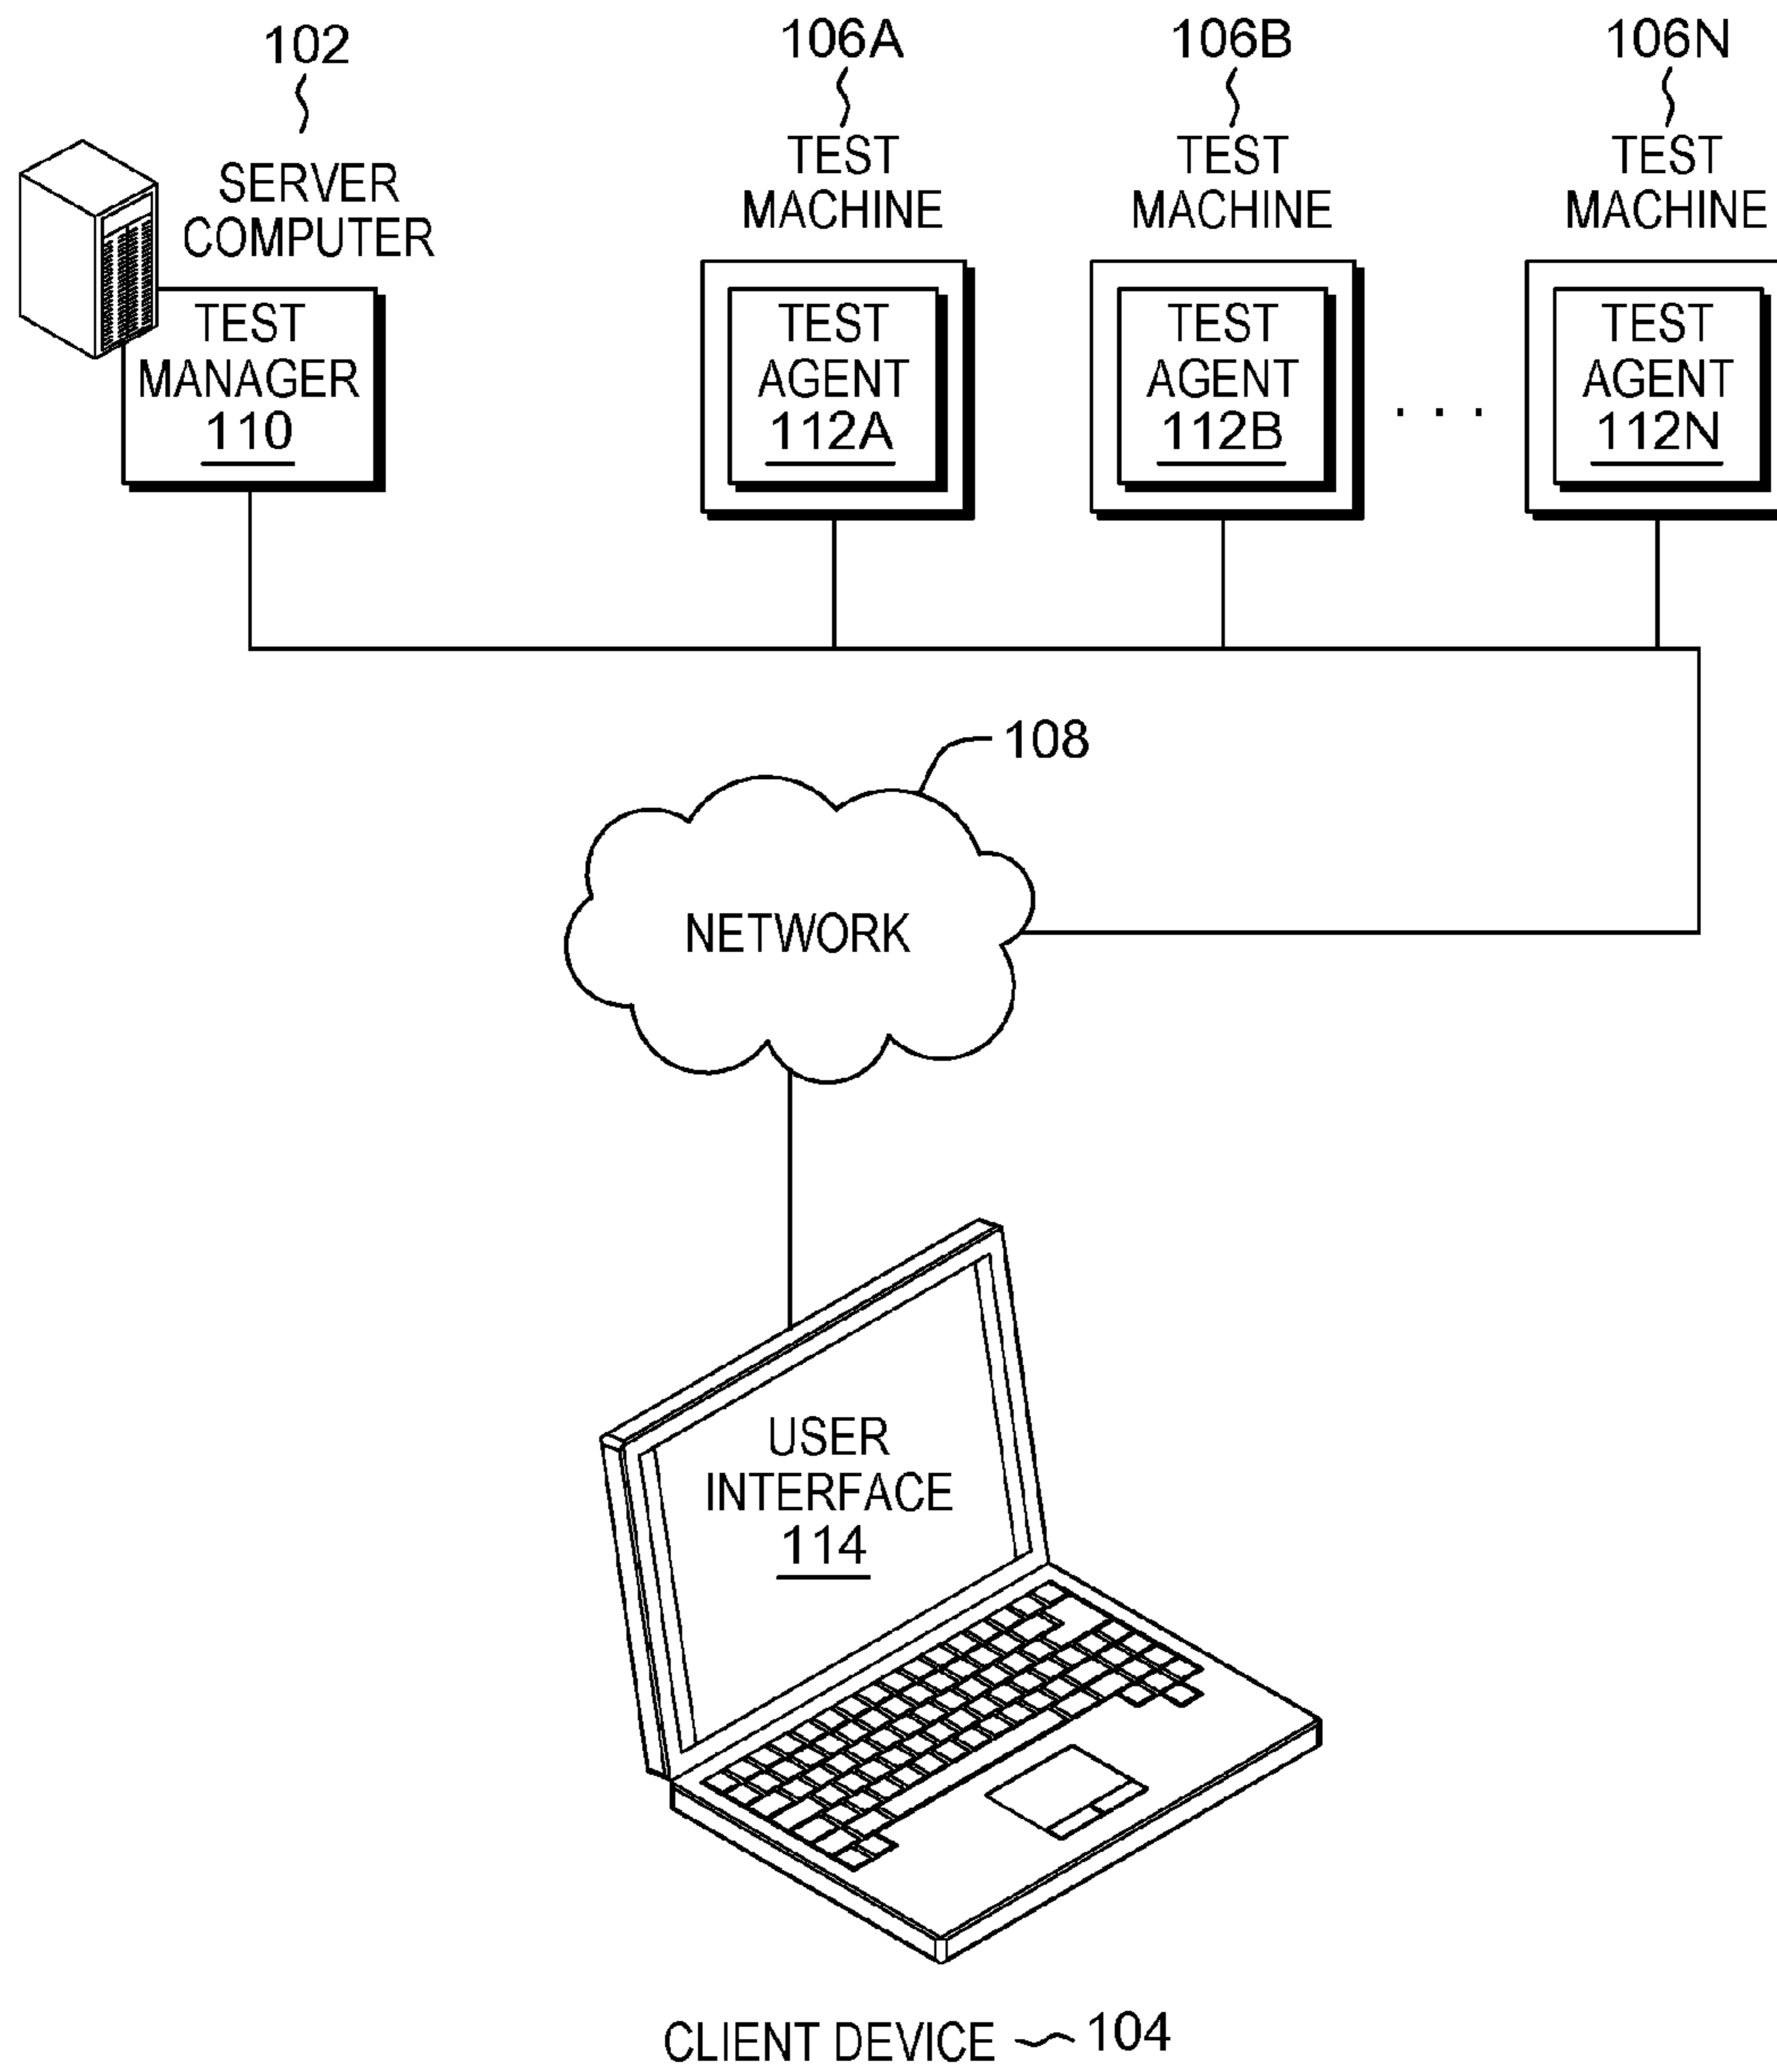 102
SERVER
COMPUTER
TEST
MANAGER
110
106A
TEST
MACHINE
TEST
AGENT
112A
106B
TEST
MACHINE
TEST
AGENT
112B
. . .
106N
TEST
MACHINE
TEST
AGENT
112N
108
NETWORK
USER
INTERFACE
114
CLIENT DEVICE 104